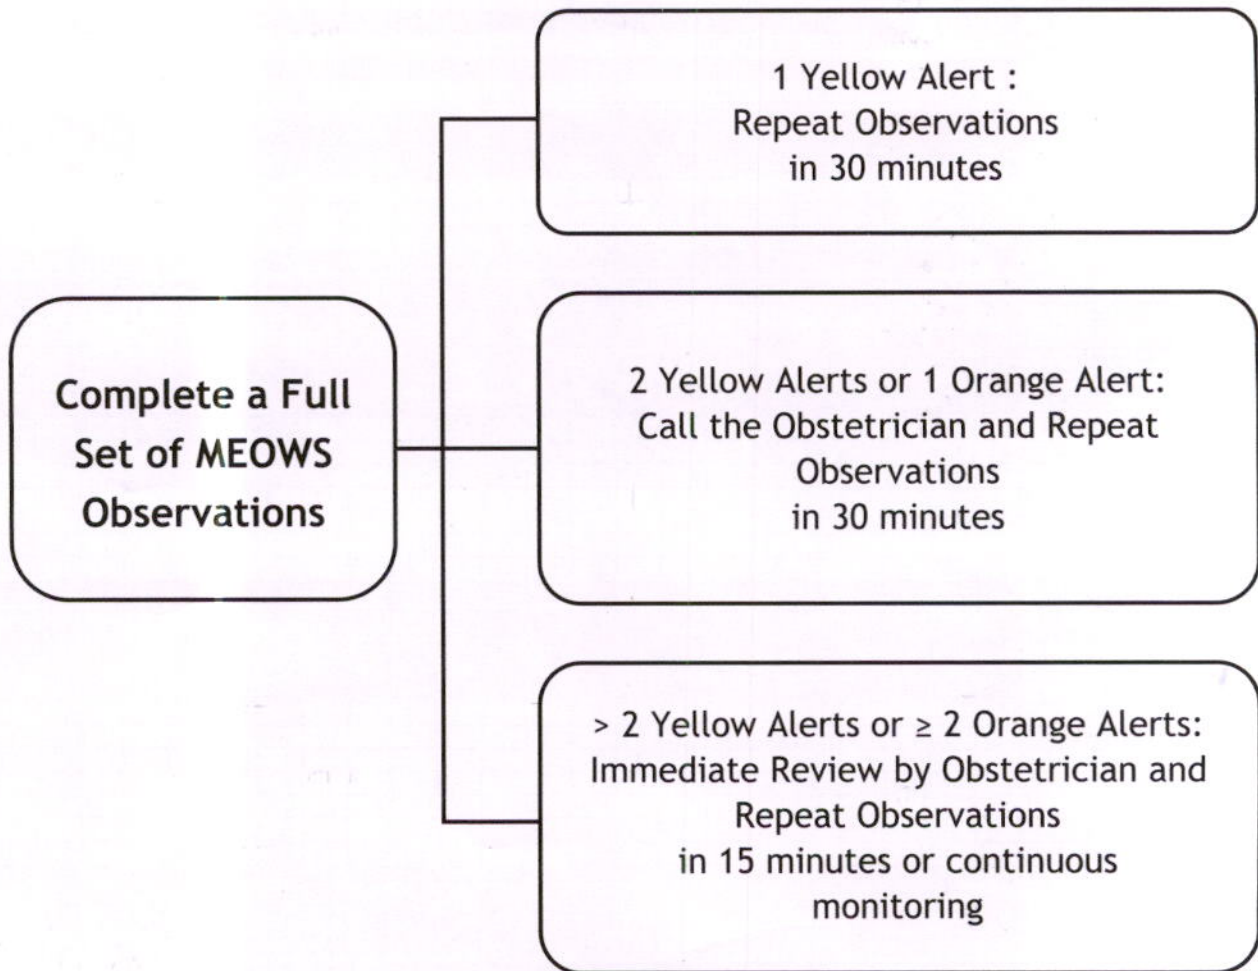 1 Yellow Alert :
Repeat Observations
in 30 minutes
Complete a Full
Set of MEOWS
Observations
2 Yellow Alerts or 1 Orange Alert:
Call the Obstetrician and Repeat
Observations
in 30 minutes
> 2 Yellow Alerts or ≥ 2 Orange Alerts:
Immediate Review by Obstetrician and
Repeat Observations
in 15 minutes or continuous
monitoring